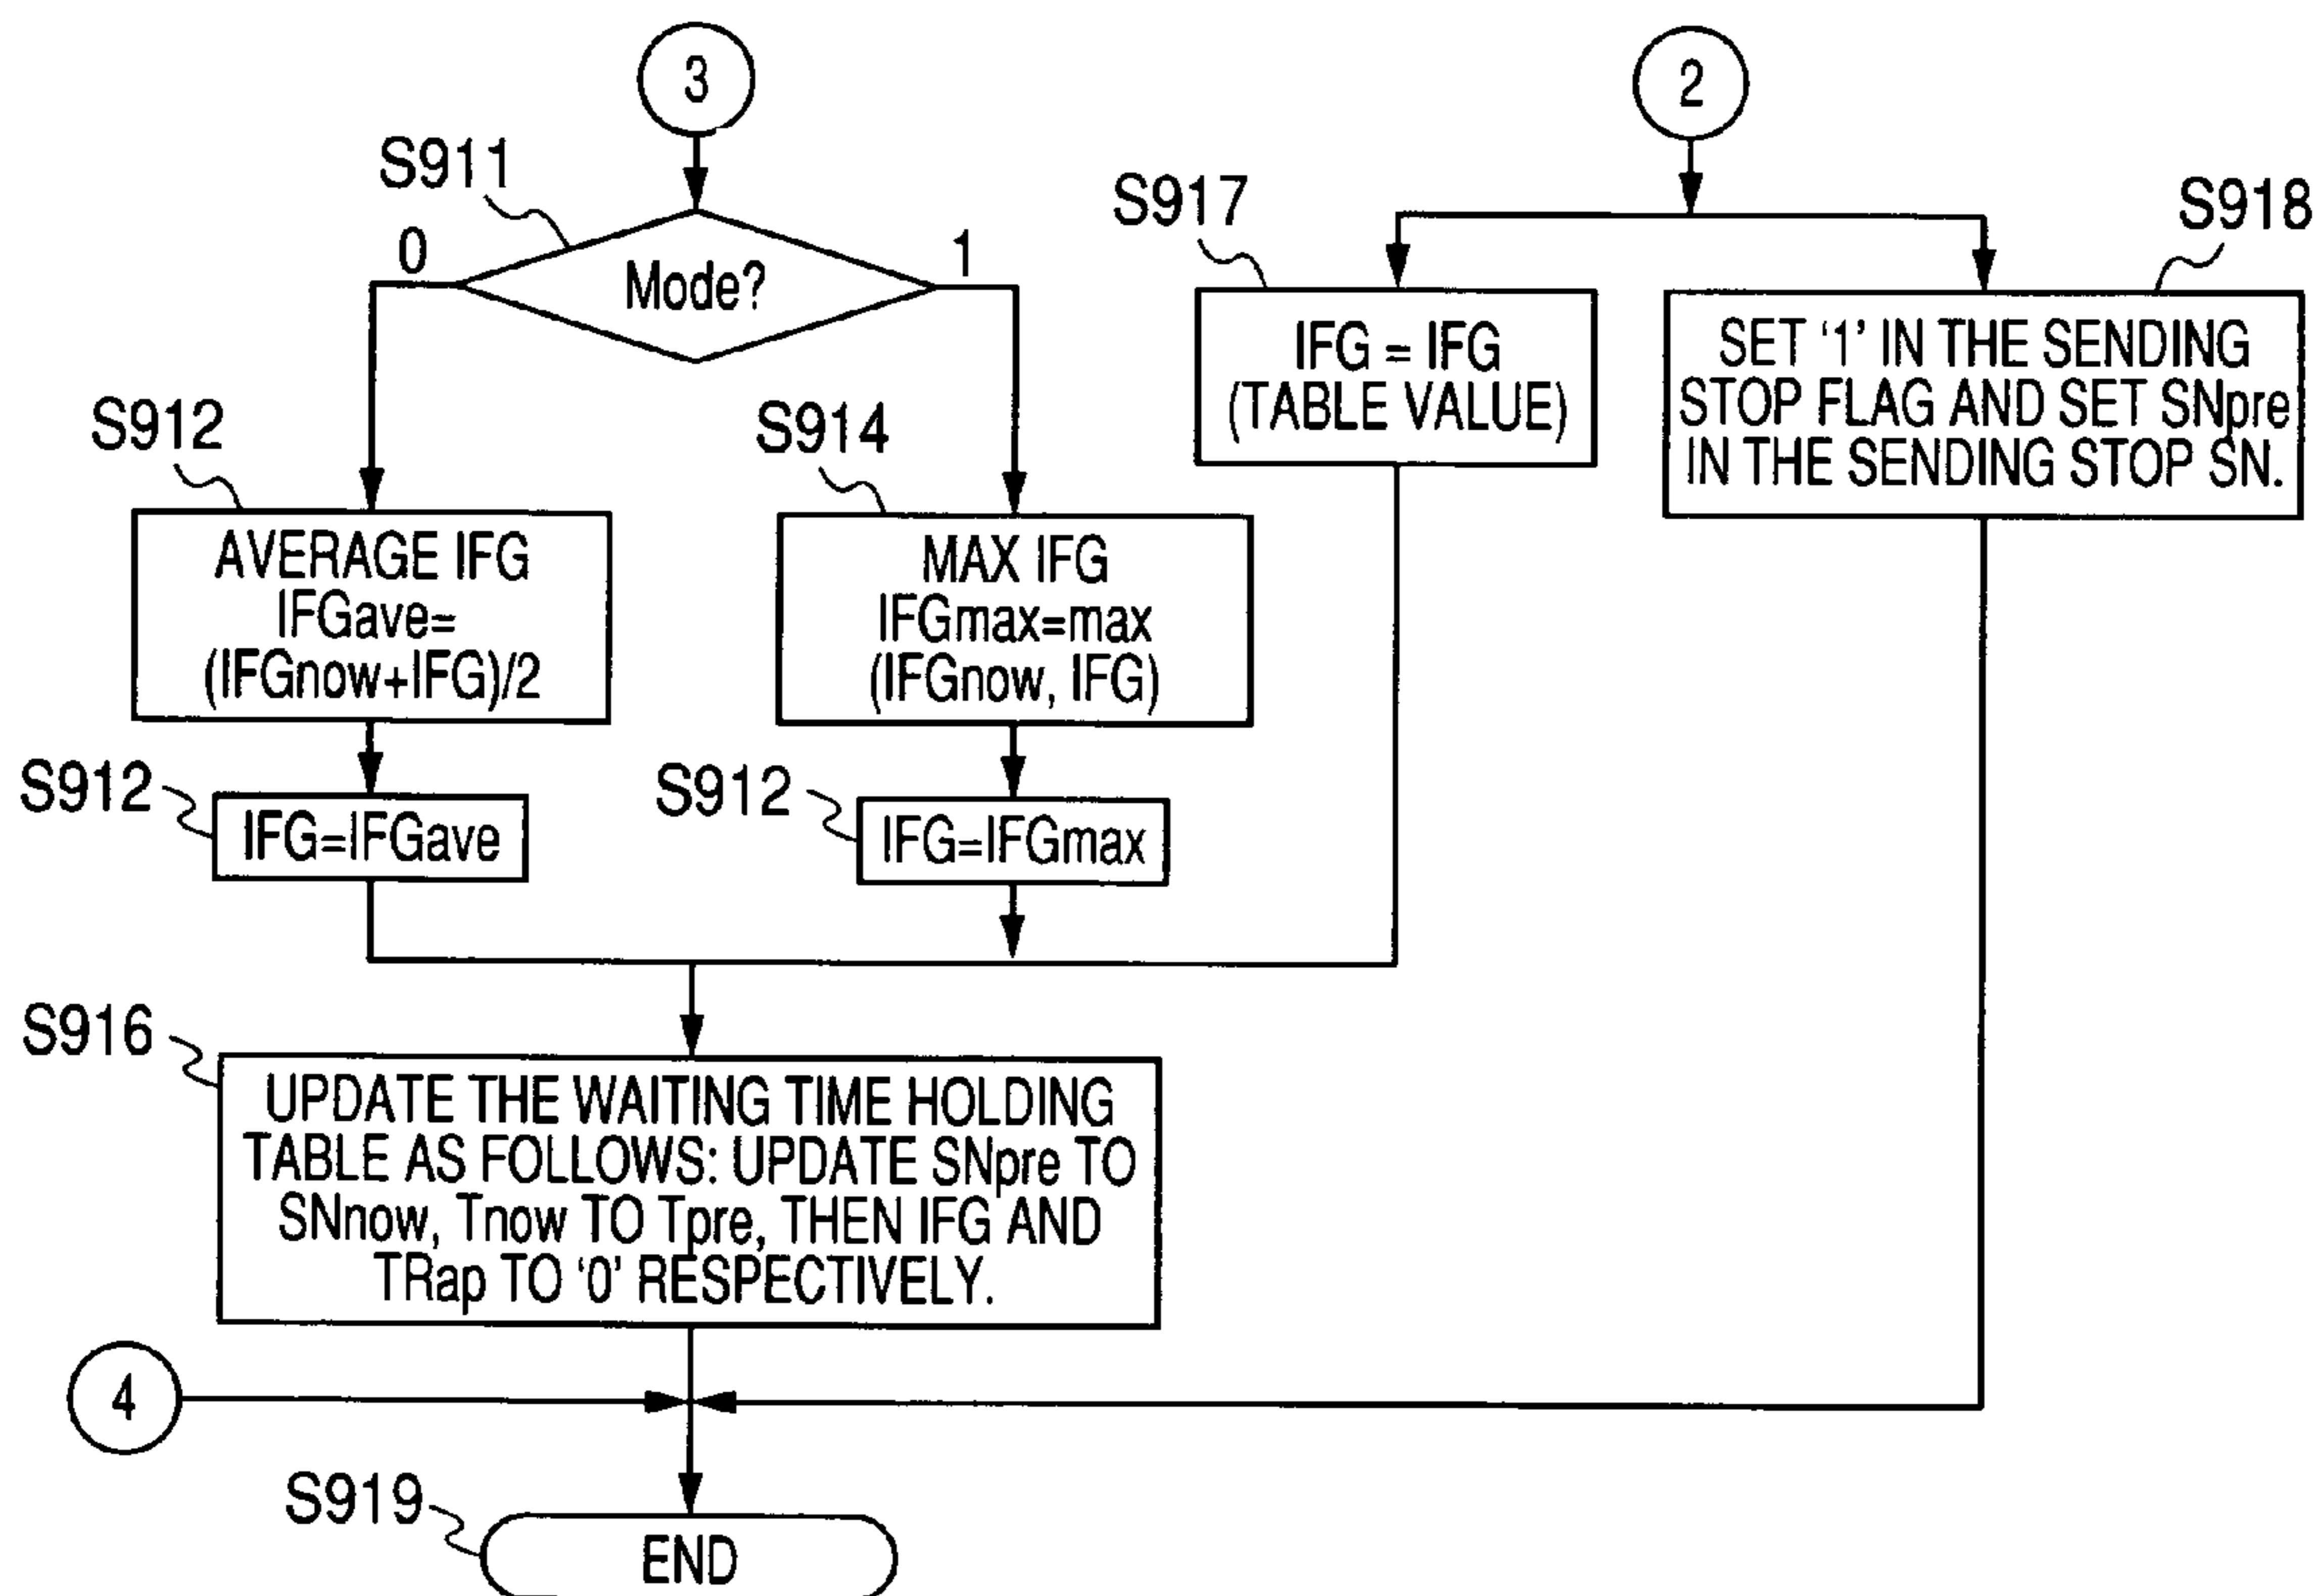 3
2
S911
0
1
Mode?
S917
S918
IFG = IFG
(TABLE VALUE)
SET ‘1’ IN THE SENDING
STOP FLAG AND SET SNpre
IN THE SENDING STOP SN.
S912
S914
AVERAGE IFG
IFGave=
(IFGnow+IFG)/2
MAX IFG
IFGmax=max
(IFGnow, IFG)
S912
IFG=IFGave
S912
IFG=IFGmax
S916
UPDATE THE WAITING TIME HOLDING
TABLE AS FOLLOWS: UPDATE SNpre TO
SNnow, Tnow TO Tpre, THEN IFG AND
TRap TO ‘0’ RESPECTIVELY.
4
S919
END